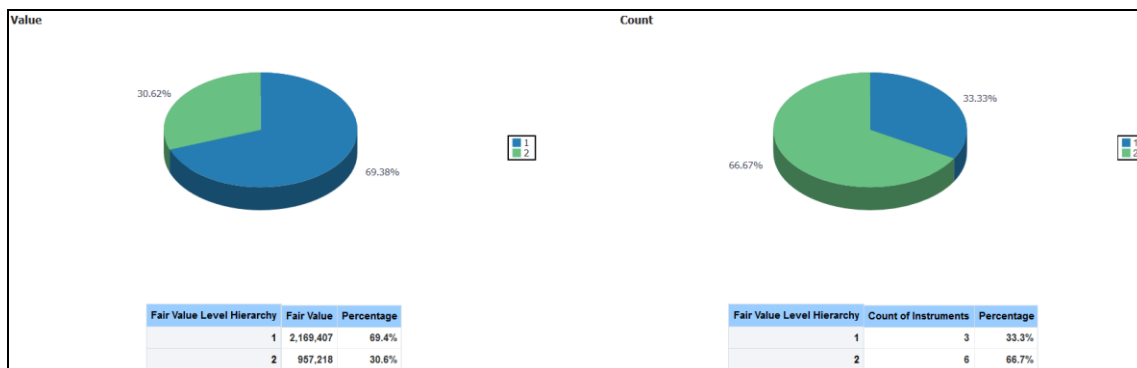 Value
30.62%
69.38%
1
2
Fair Value Level Hierarchy Fair Value Percentage
1 2,169,407 69.4%
2 957,218 30.6%
Count
33.33%
66.67%
1
2
Fair Value Level Hierarchy Count of Instruments Percentage
1 3 33.3%
2 6 66.7%